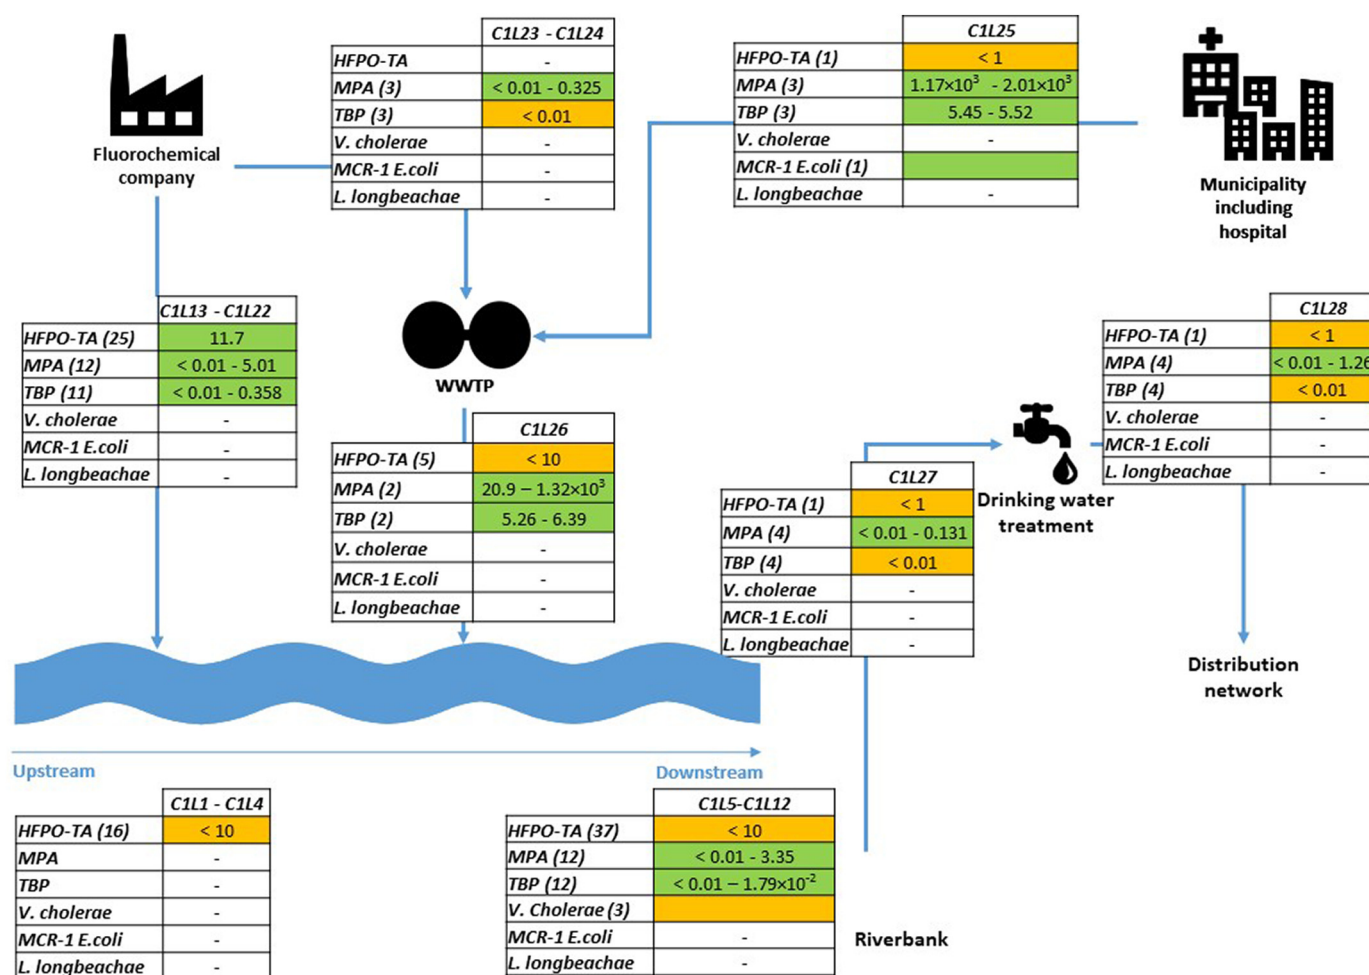 C1L23 - C1L24
HFPO-TA -
MPA (3) < 0.01 - 0.325
TBP (3) < 0.01
V. cholerae -
MCR-1 E.coli -
L. longbeachae -
C1L25
HFPO-TA (1) < 1
MPA (3) 1.17×10³ - 2.01×10³
TBP (3) 5.45 - 5.52
V. cholerae -
MCR-1 E.coli (1)
L. longbeachae -
Fluorochemical
company
Municipality
including
hospital
C1L13 - C1L22
HFPO-TA (25) 11.7
MPA (12) < 0.01 - 5.01
TBP (11) < 0.01 - 0.358
V. cholerae -
MCR-1 E.coli -
L. longbeachae -
WWTP
C1L28
HFPO-TA (1) < 1
MPA (4) < 0.01 - 1.26
TBP (4) < 0.01
V. cholerae -
MCR-1 E.coli -
L. longbeachae -
C1L26
HFPO-TA (5) < 10
MPA (2) 20.9 – 1.32×10³
TBP (2) 5.26 - 6.39
V. cholerae -
MCR-1 E.coli -
L. longbeachae -
C1L27
HFPO-TA (1) < 1
MPA (4) < 0.01 - 0.131
TBP (4) < 0.01
V. cholerae -
MCR-1 E.coli -
L. longbeachae -
Drinking water
treatment
Distribution
network
Upstream
Downstream
C1L1 - C1L4
HFPO-TA (16) < 10
MPA -
TBP -
V. cholerae -
MCR-1 E.coli -
L. longbeachae -
C1L5-C1L12
HFPO-TA (37) < 10
MPA (12) < 0.01 - 3.35
TBP (12) < 0.01 – 1.79×10⁻²
V. Cholerae (3)
MCR-1 E.coli -
L. longbeachae -
Riverbank